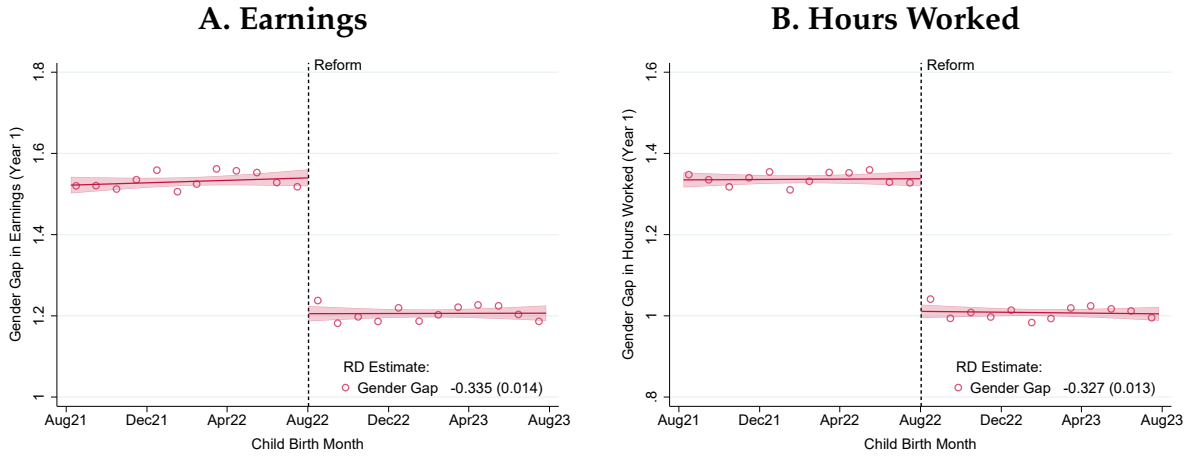 A. Earnings
Gender Gap in Earnings (Year 1)
1.8
1.6
1.4
1.2
1
Reform
RD Estimate:
Gender Gap -0.335 (0.014)
Aug21 Dec21 Apr22 Aug22 Dec22 Apr23 Aug23
Child Birth Month
B. Hours Worked
Gender Gap in Hours Worked (Year 1)
1.6
1.4
1.2
1
.8
Reform
RD Estimate:
Gender Gap -0.327 (0.013)
Aug21 Dec21 Apr22 Aug22 Dec22 Apr23 Aug23
Child Birth Month